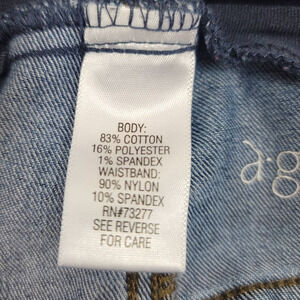 BODY:
83% COTTON
16% POLYESTER
1% SPANDEX
WAISTBAND:
90% NYLON
10% SPANDEX
RN#73277
SEE REVERSE
FOR CARE